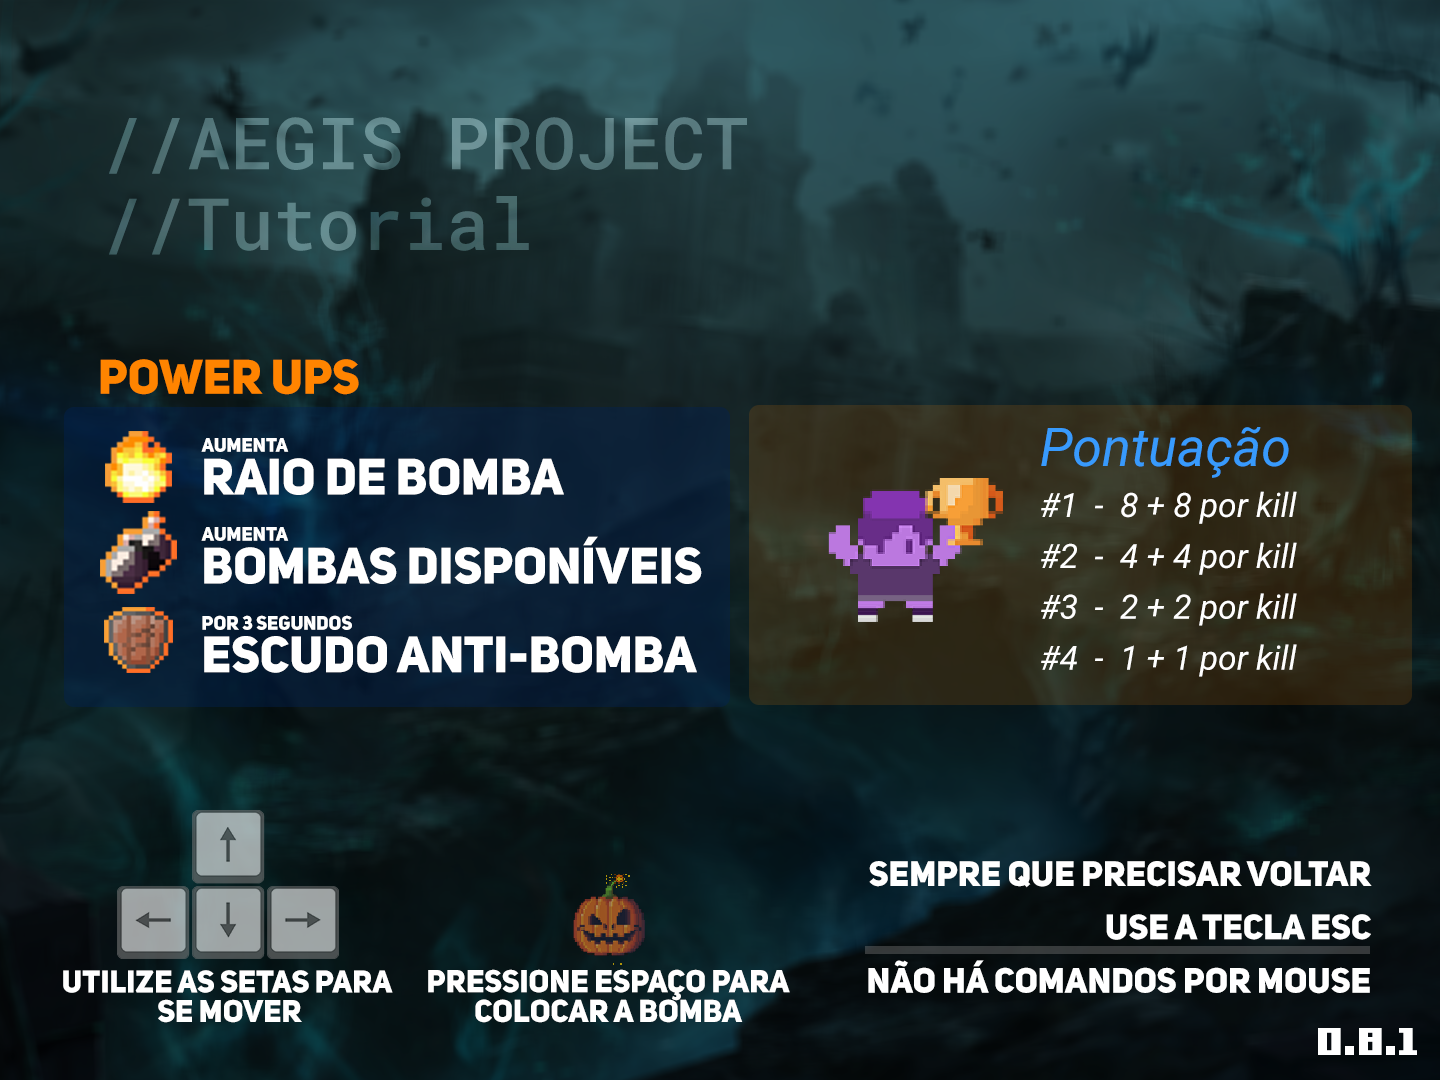 //AEGIS PROJECT
//Tutorial
POWER UPS
AUMENTA
RAIO DE BOMBA
AUMENTA
BOMBAS DISPONÍVEIS
POR 3 SEGUNDOS
ESCUDO ANTI-BOMBA
Pontuação
#1 - 8 + 8 por kill
#2 - 4 + 4 por kill
#3 - 2 + 2 por kill
#4 - 1 + 1 por kill
UTILIZE AS SETAS PARA
SE MOVER
PRESSIONE ESPAÇO PARA
COLOCAR A BOMBA
SEMPRE QUE PRECISAR VOLTAR
USE A TECLA ESC
NÃO HÁ COMANDOS POR MOUSE
0.8.1